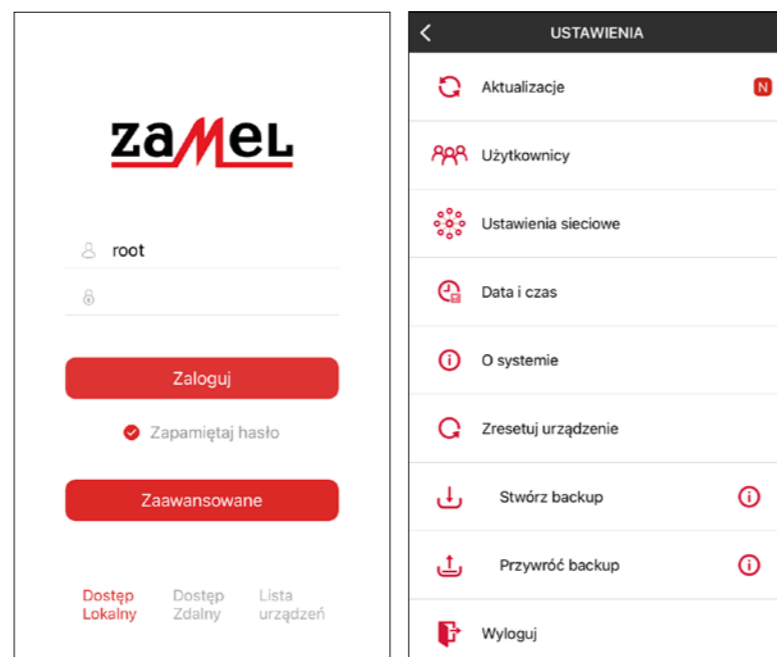 zaMeL
root
Zaloguj
Zapamiętaj hasło
Zaawansowane
Dostęp
Lokalny
Dostęp
Zdalny
Lista
urządzeń
USTAWIENIA
Aktualizacje
N
Użytkownicy
Ustawienia sieciowe
Data i czas
O systemie
Zresetuj urządzenie
Stwórz backup
Przywróć backup
Wyloguj